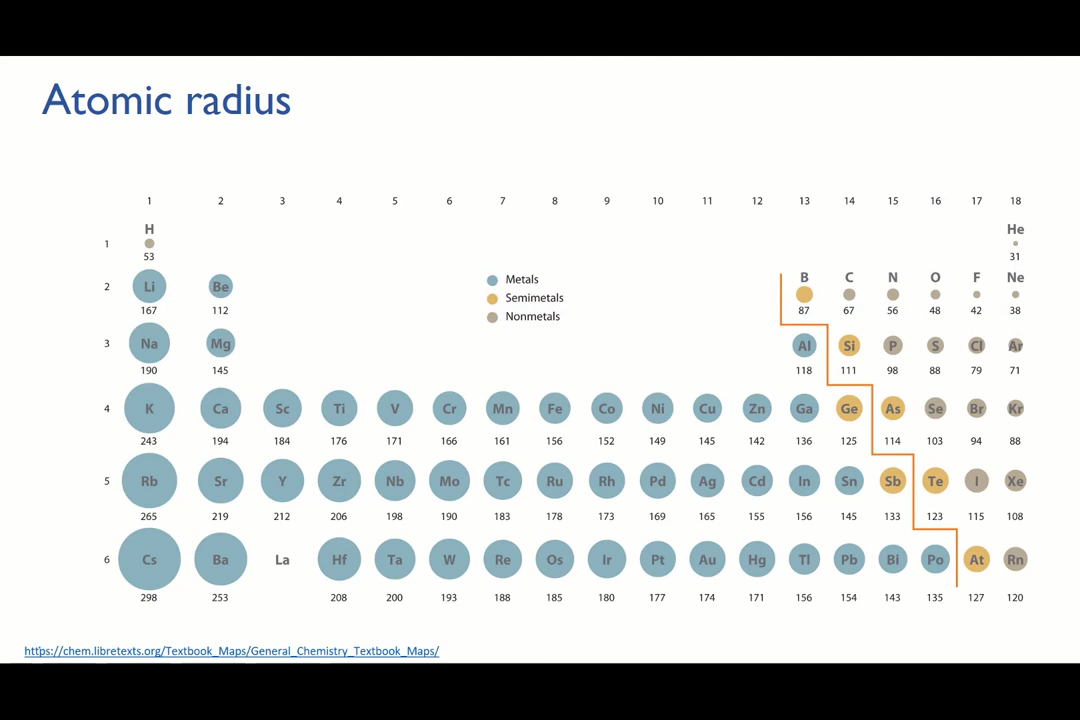 Atomic radius
1 2 3 4 5 6 7 8 9 10 11 12 13 14 15 16 17 18
H He
1
53 31
Metals
Semimetals
Nonmetals
B C N O F Ne
2 Li Be
167 112 87 67 56 48 42 38
3 Na Mg Al Si P S Cl Ar
190 145 118 111 98 88 79 71
4 K Ca Sc Ti V Cr Mn Fe Co Ni Cu Zn Ga Ge As Se Br Kr
243 194 184 176 171 166 161 156 152 149 145 142 136 125 114 103 94 88
5 Rb Sr Y Zr Nb Mo Tc Ru Rh Pd Ag Cd In Sn Sb Te I Xe
265 219 212 206 198 190 183 178 173 169 165 155 156 145 133 123 115 108
6 Cs Ba La Hf Ta W Re Os Ir Pt Au Hg Tl Pb Bi Po At Rn
298 253 208 200 193 188 185 180 177 174 171 156 154 143 135 127 120
https://chem.libretexts.org/Textbook_Maps/General_Chemistry_Textbook_Maps/